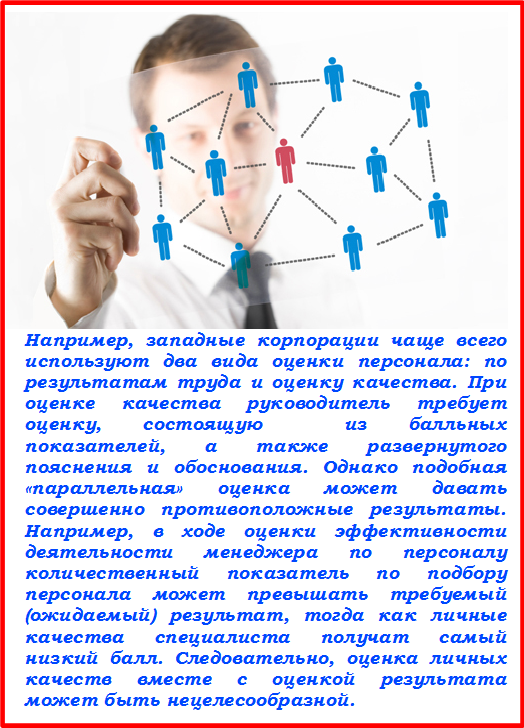 Например, западные корпорации чаще всего
используют два вида оценки персонала: по
результатам труда и оценку качества. При
оценке качества руководитель требует
оценку, состоящую из балльных
показателей, а также развернутого
пояснения и обоснования. Однако подобная
«параллельная» оценка может давать
совершенно противоположные результаты.
Например, в ходе оценки эффективности
деятельности менеджера по персоналу
количественный показатель по подбору
персонала может превышать требуемый
(ожидаемый) результат, тогда как личные
качества специалиста получат самый
низкий балл. Следовательно, оценка личных
качеств вместе с оценкой результата
может быть нецелесообразной.